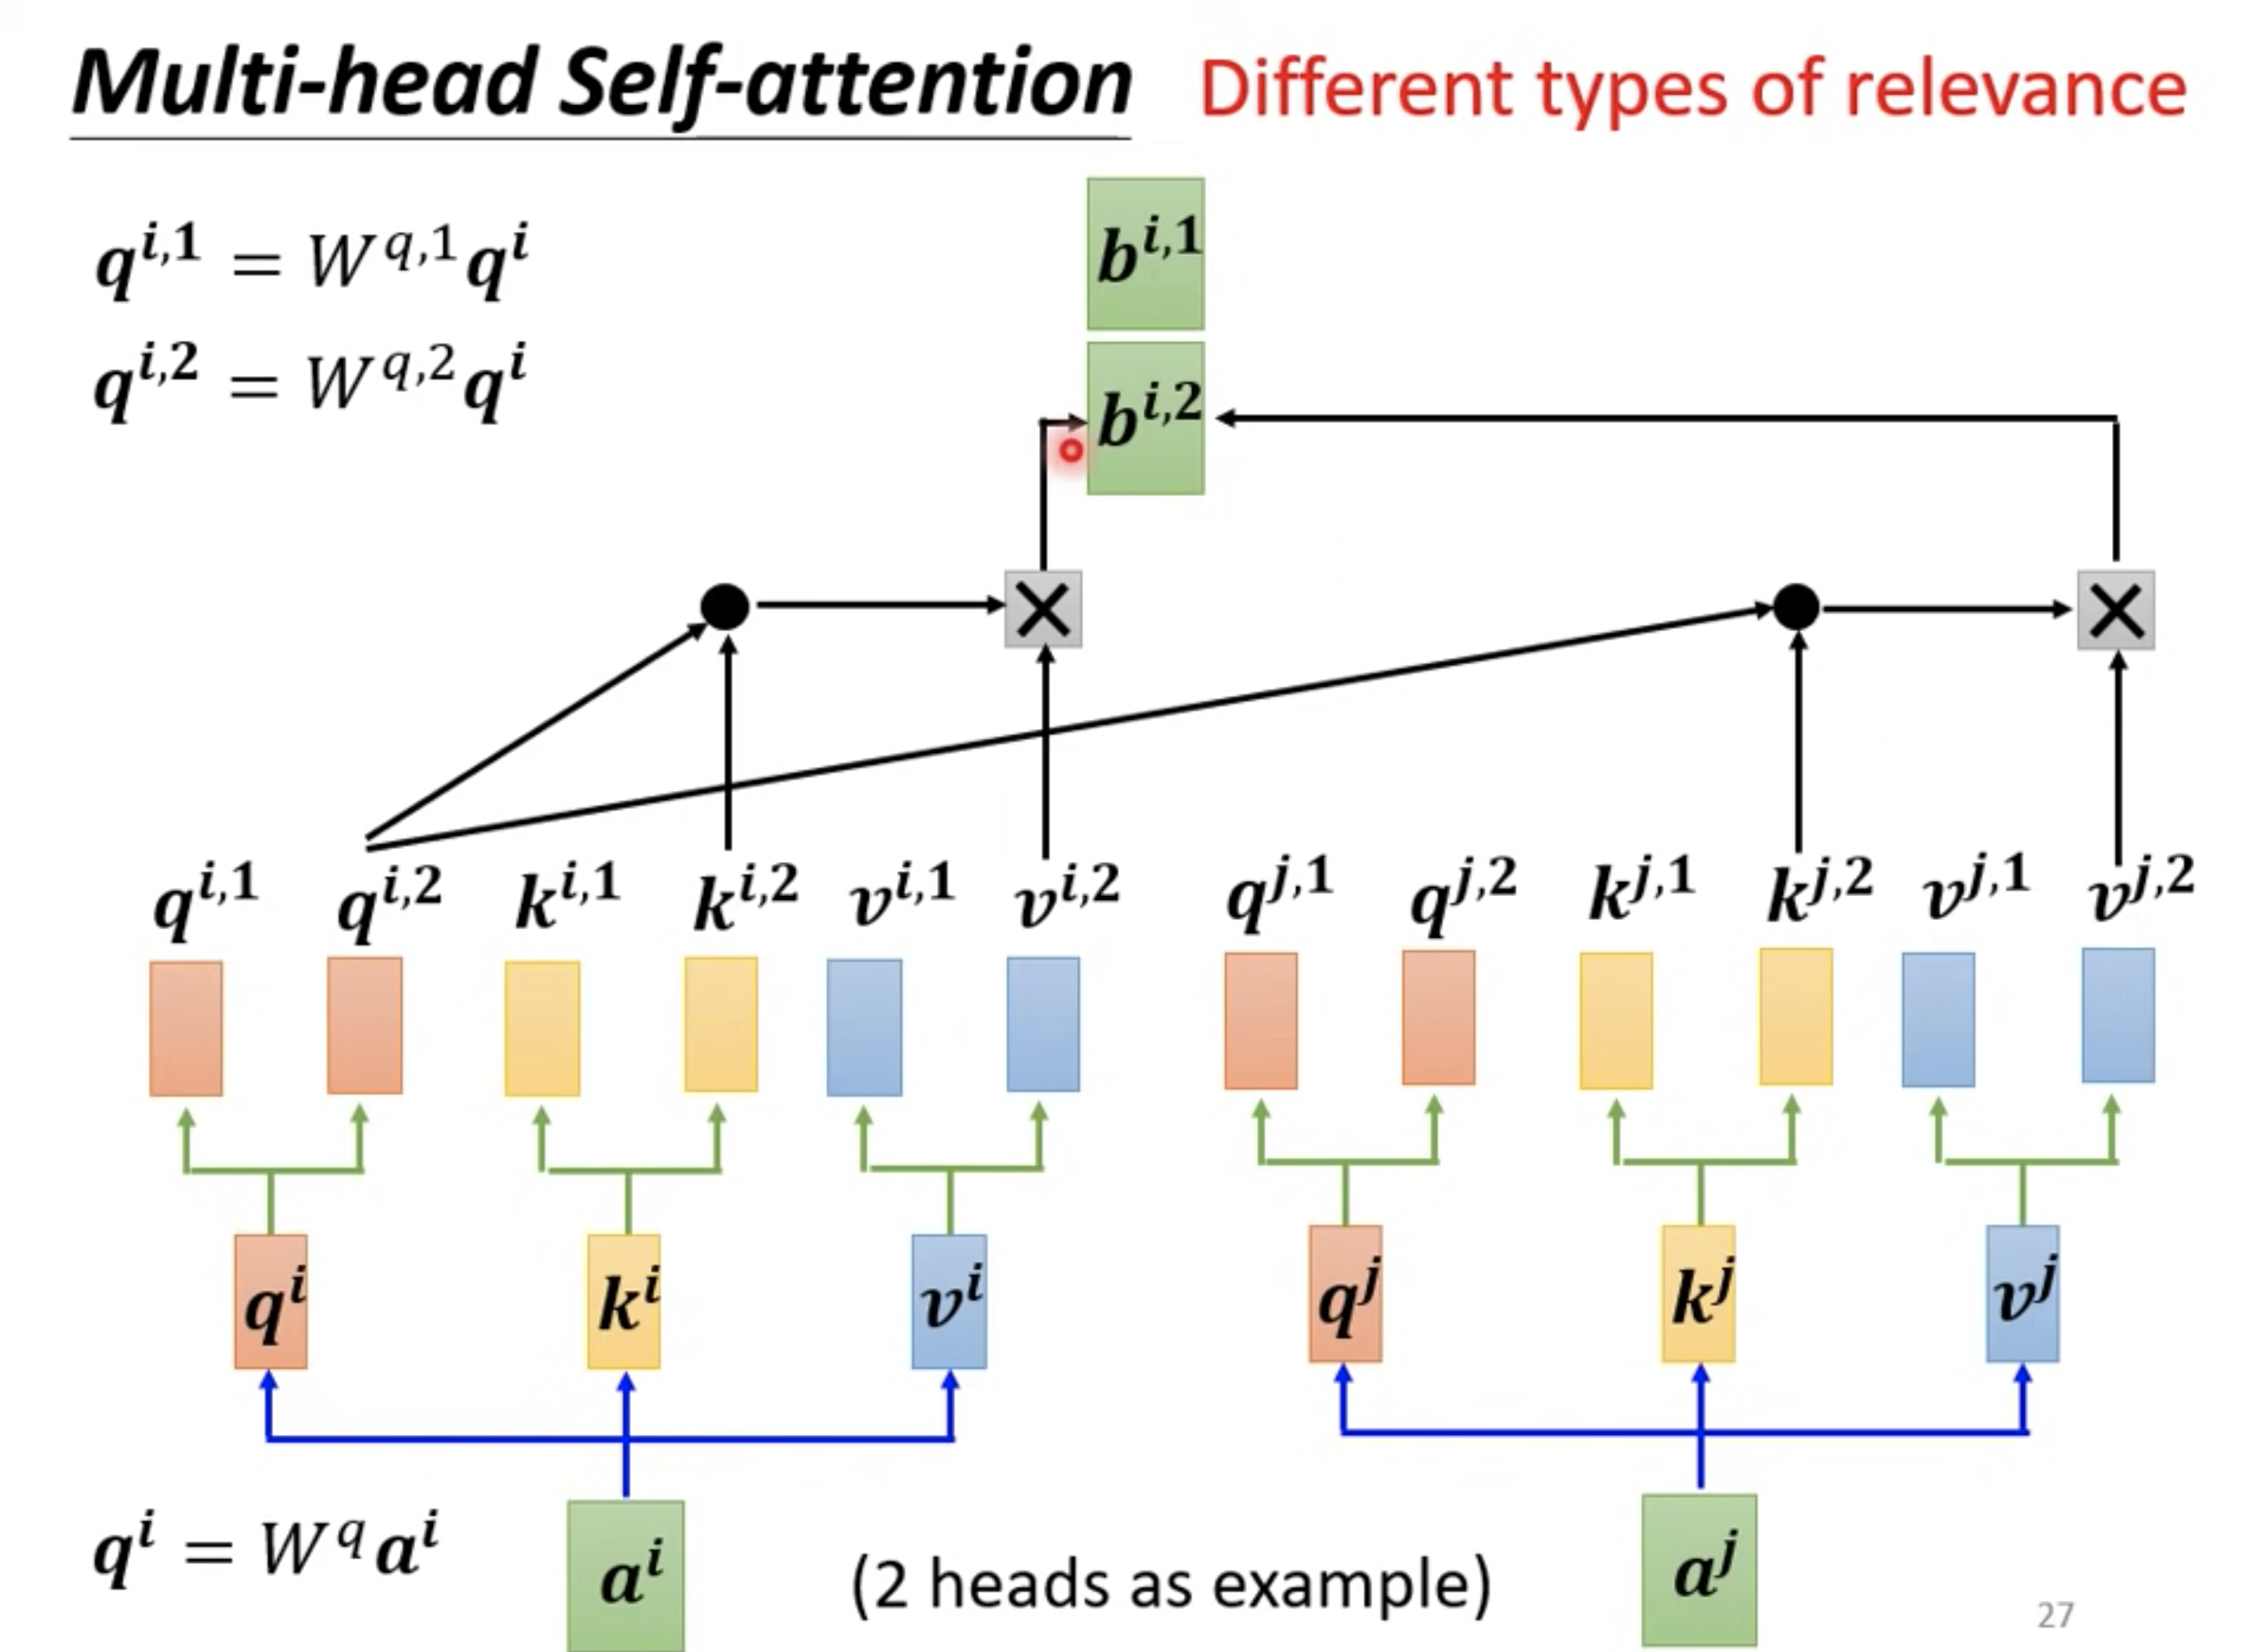 Multi-head Self-attention Different types of relevance
q^{i,1} = W^{q,1} q^i
q^{i,2} = W^{q,2} q^i
b^{i,1}
b^{i,2}
q^{i,1} q^{i,2} k^{i,1} k^{i,2} v^{i,1} v^{i,2} q^{j,1} q^{j,2} k^{j,1} k^{j,2} v^{j,1} v^{j,2}
q^i k^i v^i q^j k^j v^j
q^i = W^q a^i
a^i
(2 heads as example)
a^j
27